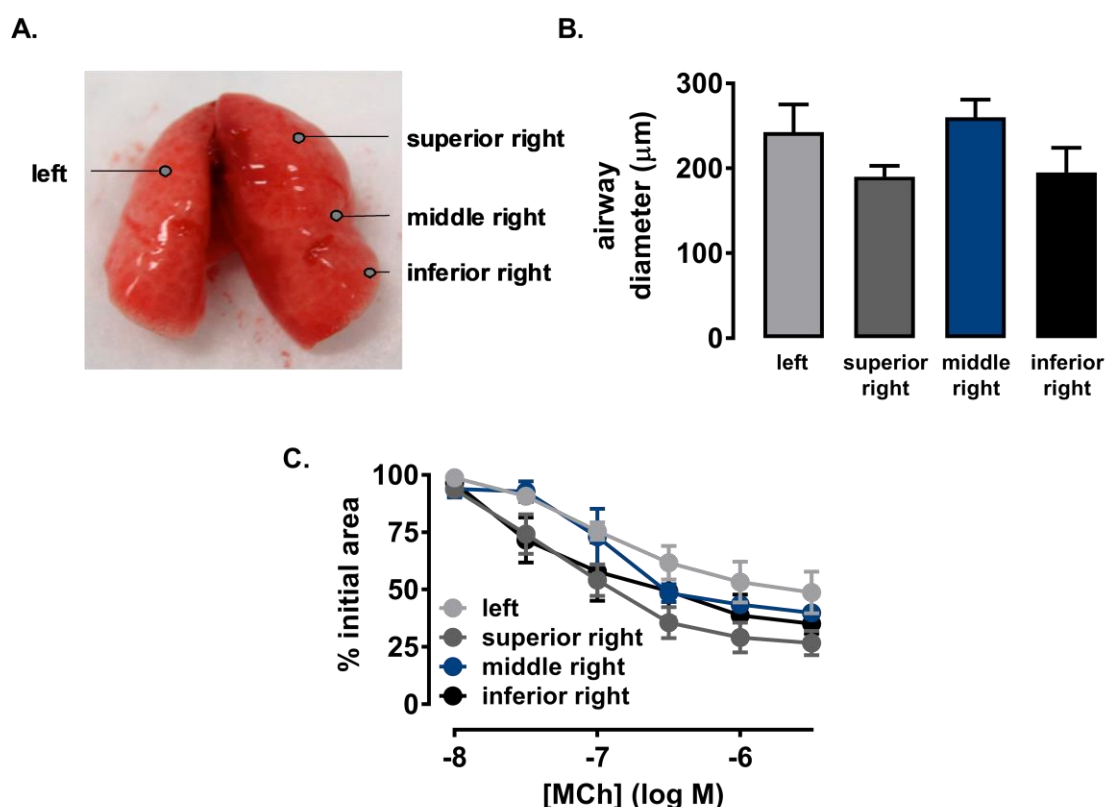 A.
left
superior right
middle right
inferior right
B.
airway
diameter (μm)
300
200
100
0
left
superior
right
middle
right
inferior
right
C.
% initial area
100
75
50
25
0
left
superior right
middle right
inferior right
-8
-7
-6
[MCh] (log M)